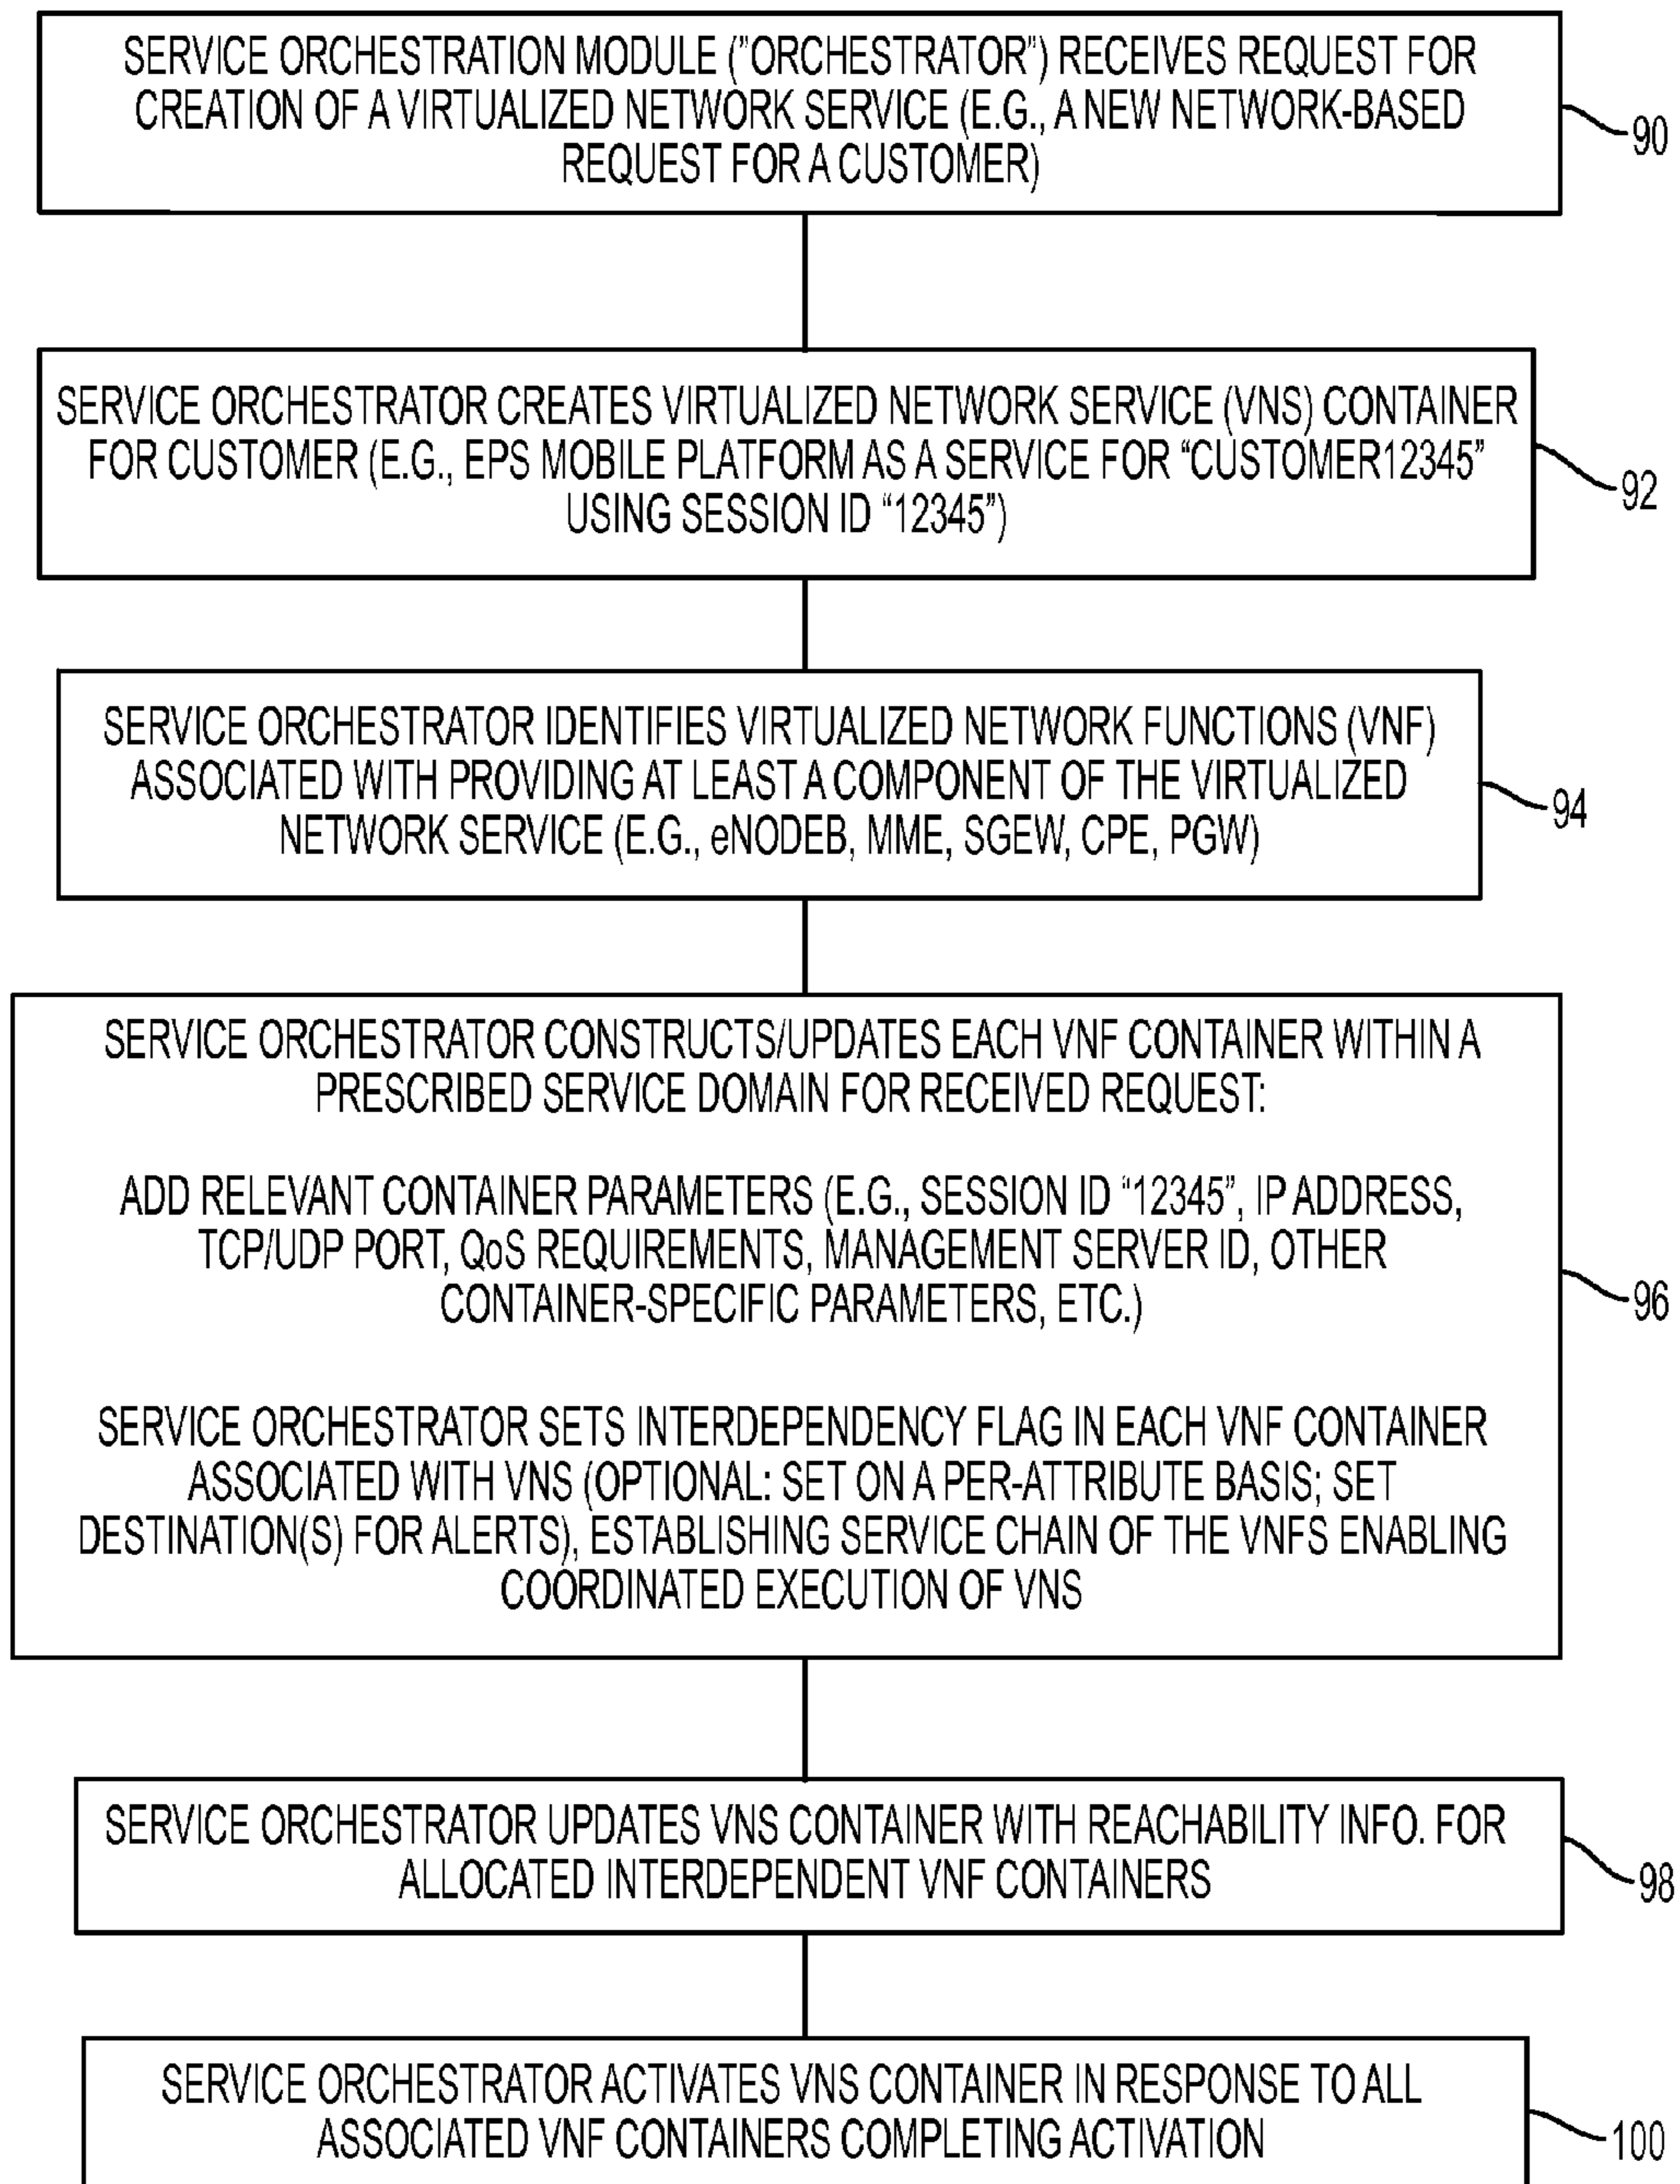 SERVICE ORCHESTRATION MODULE ("ORCHESTRATOR") RECEIVES REQUEST FOR
CREATION OF A VIRTUALIZED NETWORK SERVICE (E.G., A NEW NETWORK-BASED
REQUEST FOR A CUSTOMER)
90
SERVICE ORCHESTRATOR CREATES VIRTUALIZED NETWORK SERVICE (VNS) CONTAINER
FOR CUSTOMER (E.G., EPS MOBILE PLATFORM AS A SERVICE FOR “CUSTOMER12345”
USING SESSION ID “12345”)
92
SERVICE ORCHESTRATOR IDENTIFIES VIRTUALIZED NETWORK FUNCTIONS (VNF)
ASSOCIATED WITH PROVIDING AT LEAST A COMPONENT OF THE VIRTUALIZED
NETWORK SERVICE (E.G., eNODEB, MME, SGEW, CPE, PGW)
94
SERVICE ORCHESTRATOR CONSTRUCTS/UPDATES EACH VNF CONTAINER WITHIN A
PRESCRIBED SERVICE DOMAIN FOR RECEIVED REQUEST:
ADD RELEVANT CONTAINER PARAMETERS (E.G., SESSION ID “12345”, IP ADDRESS,
TCP/UDP PORT, QoS REQUIREMENTS, MANAGEMENT SERVER ID, OTHER
CONTAINER-SPECIFIC PARAMETERS, ETC.)
SERVICE ORCHESTRATOR SETS INTERDEPENDENCY FLAG IN EACH VNF CONTAINER
ASSOCIATED WITH VNS (OPTIONAL: SET ON A PER-ATTRIBUTE BASIS; SET
DESTINATION(S) FOR ALERTS), ESTABLISHING SERVICE CHAIN OF THE VNFS ENABLING
COORDINATED EXECUTION OF VNS
96
SERVICE ORCHESTRATOR UPDATES VNS CONTAINER WITH REACHABILITY INFO. FOR
ALLOCATED INTERDEPENDENT VNF CONTAINERS
98
SERVICE ORCHESTRATOR ACTIVATES VNS CONTAINER IN RESPONSE TO ALL
ASSOCIATED VNF CONTAINERS COMPLETING ACTIVATION
100